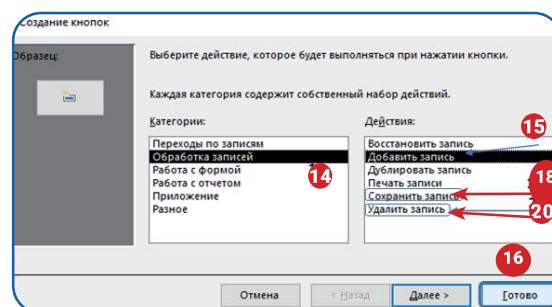 Создание кнопок
Образец:
Выберите действие, которое будет выполняться при нажатии кнопки.
Каждая категория содержит собственный набор действий.
Категории:
Действия:
Переходы по записям
Обработка записей
Работа с формой
Работа с отчетом
Приложение
Разное
14
Восстановить запись
Добавить запись
Дублировать запись
Печать записи
Сохранить запись
Удалить запись
15
18
20
16
Отмена
< Назад
Далее >
Готово